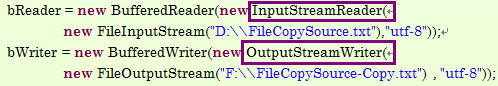 bReader = new BufferedReader(new InputStreamReader(↵
new FileInputStream("D:\\FileCopySource.txt"),"utf-8"));↵
bWriter = new BufferedWriter(new OutputStreamWriter(↵
new FileOutputStream("F:\\FileCopySource-Copy.txt") , "utf-8"));